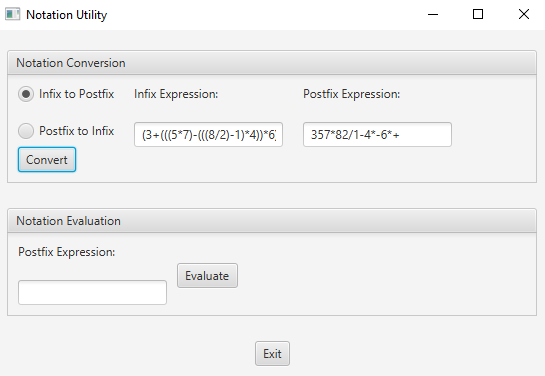 Notation Utility
Notation Conversion
Infix to Postfix
Infix Expression:
Postfix Expression:
Postfix to Infix
(3+(((5*7)-(((8/2)-1)*4))*6)
357*82/1-4*-6*+
Convert
Notation Evaluation
Postfix Expression:
Evaluate
Exit